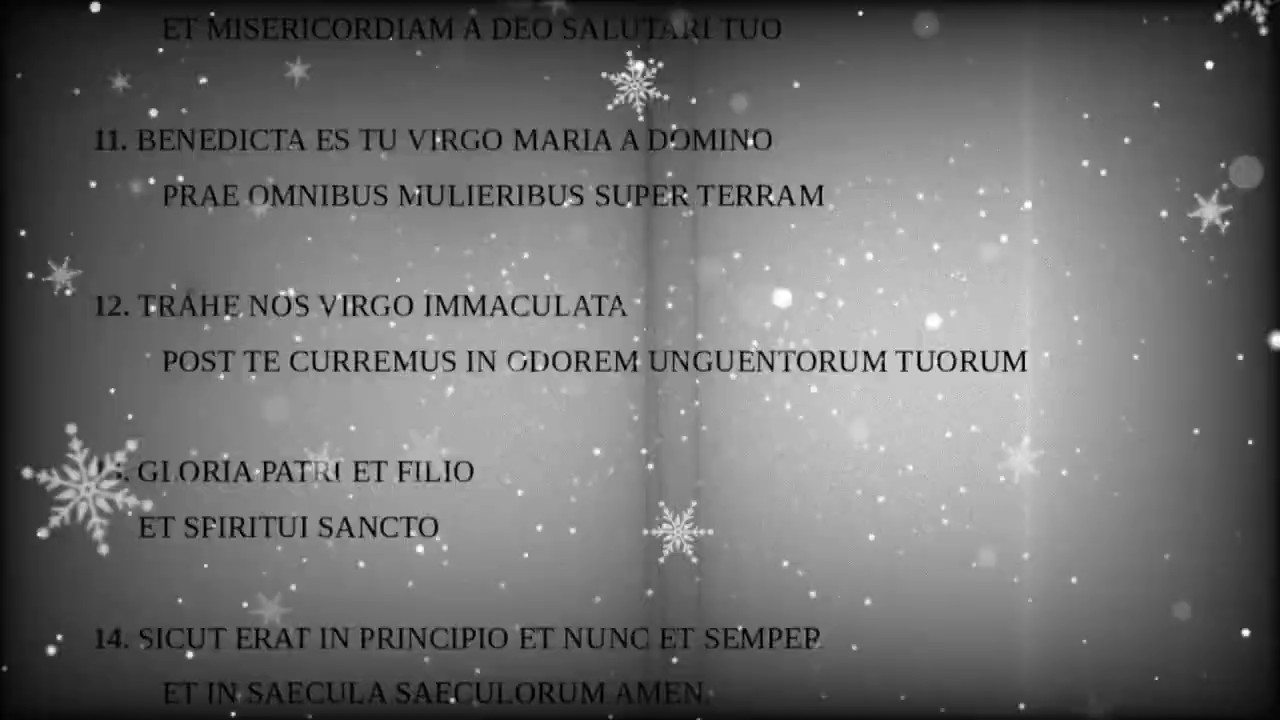 ET MISERICORDIAM A DEO SALUTARI TUO
11. BENEDICTA ES TU VIRGO MARIA A DOMINO
PRAE OMNIBUS MULIERIBUS SUPER TERRAM
12. TRAHE NOS VIRGO IMMACULATA
POST TE CURREMUS IN ODOREM UNGUENTORUM TUORUM
13. GLORIA PATRI ET FILIO
ET SPIRITUI SANCTO
14. SICUT ERAT IN PRINCIPIO ET NUNC ET SEMPER
ET IN SAECULA SAECULORUM AMEN.